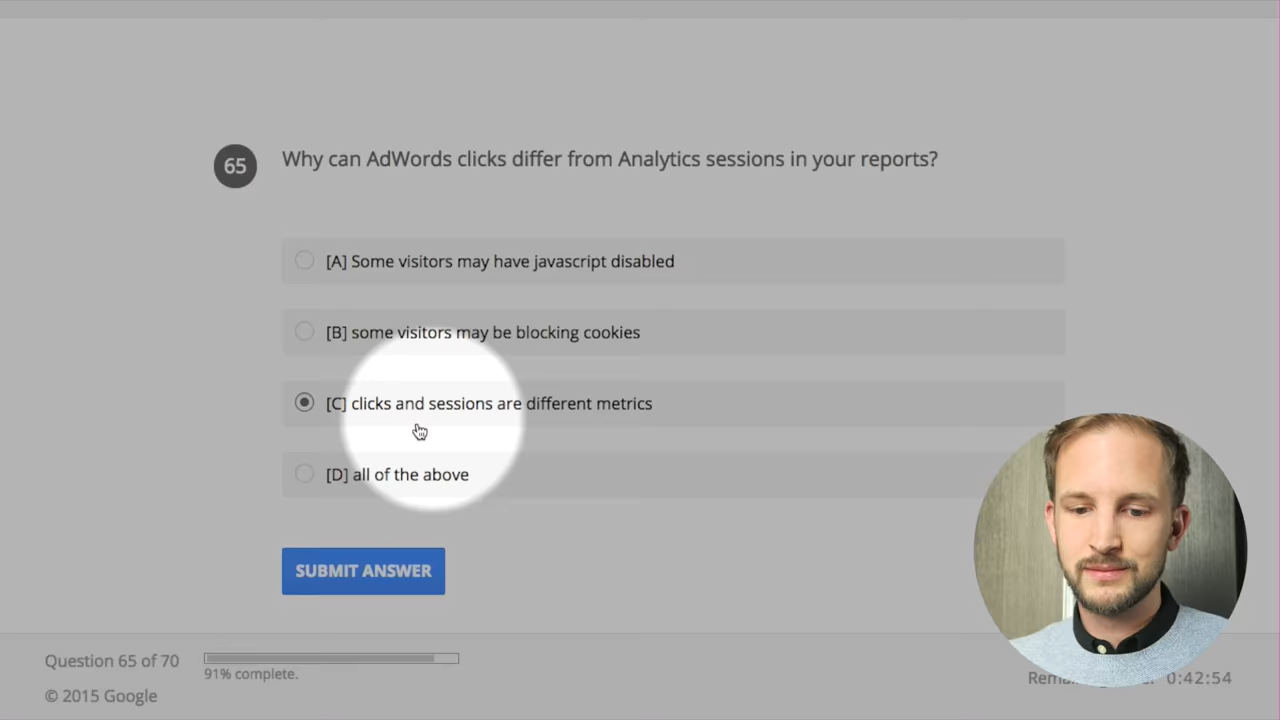 65
Why can AdWords clicks differ from Analytics sessions in your reports?
[A] Some visitors may have javascript disabled
[B] some visitors may be blocking cookies
[C] clicks and sessions are different metrics
[D] all of the above
SUBMIT ANSWER
Question 65 of 70
91% complete.
© 2015 Google
0:42:54